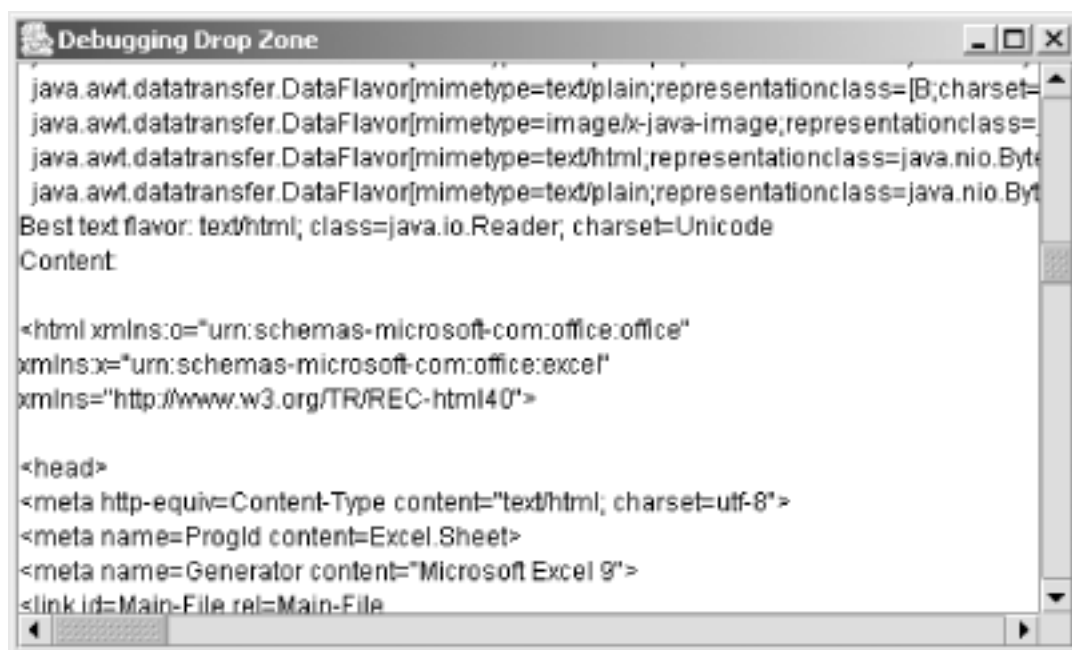 Debugging Drop Zone
java.awt.datatransfer.DataFlavor[mimetype=text/plain;representationclass=[B;charset=
java.awt.datatransfer.DataFlavor[mimetype=image/x-java-image;representationclass=
java.awt.datatransfer.DataFlavor[mimetype=text/html;representationclass=java.nio.Byte
java.awt.datatransfer.DataFlavor[mimetype=text/plain;representationclass=java.nio.Byt
Best text flavor: text/html; class=java.io.Reader; charset=Unicode
Content:
<html xmlns:o="urn:schemas-microsoft-com:office:office"
xmlns:x="urn:schemas-microsoft-com:office:excel"
xmlns="http://www.w3.org/TR/REC-html40">
<head>
<meta http-equiv=Content-Type content="text/html; charset=utf-8">
<meta name=ProgId content=Excel.Sheet>
<meta name=Generator content="Microsoft Excel 9">
<link id=Main-File rel=Main-File